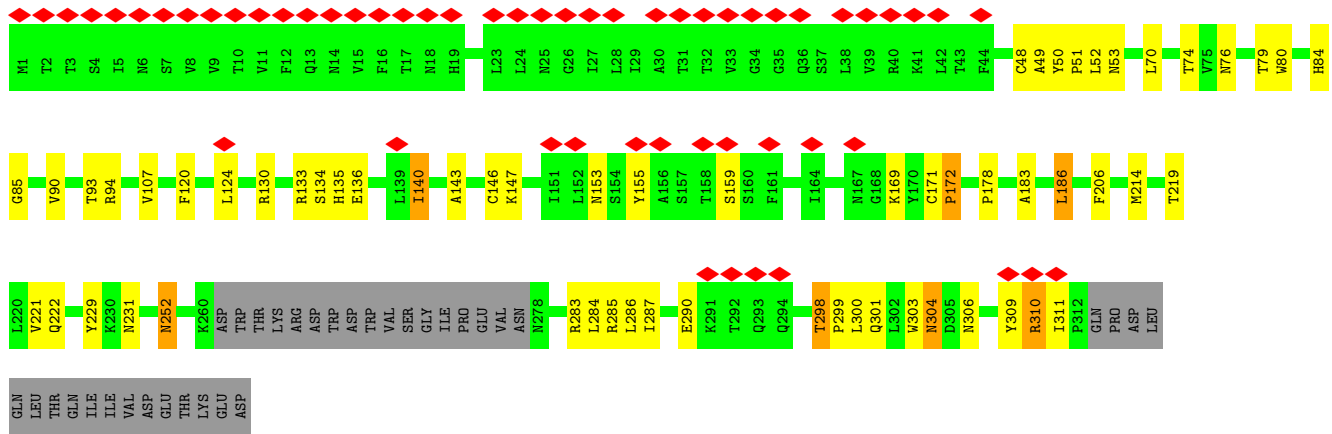 M1 T2 T3 S4 I5 N6 S7 V8 V9 T10 V11 F12 Q13 N14 V15 F16 T17 N18 H19 L23 L24 N25 G26 I27 L28 I29 A30 T31 T32 V33 G34 G35 Q36 S37 L38 V39 R40 K41 L42 T43 F44 C48 A49 Y50 P51 L52 N53 L70 T74 V75 N76 T79 W80 H84
G85 V90 T93 R94 V107 F120 L124 R130 R133 S134 H135 E136 L139 I140 A143 C146 K147 I151 L152 N153 S154 Y155 A156 S157 T158 S159 S160 F161 I164 N167 G168 K169 Y170 C171 P172 P178 A183 L186 F206 M214 T219
L220 V221 Q222 Y229 K230 N231 N252 K260 ASP TRP THR LYS ARG ASP TRP ASP TRP VAL SER GLY ILE PRO GLU VAL ASN N278 R283 L284 R285 L286 I287 E290 K291 T292 Q293 Q294 T298 P299 L300 Q301 L302 W303 N304 D305 N306 Y309 R310 I311 P312 GLN PRO ASP LEU
GLN LEU THR GLN ILE ILE VAL ASP GLU THR LYS GLU ASP